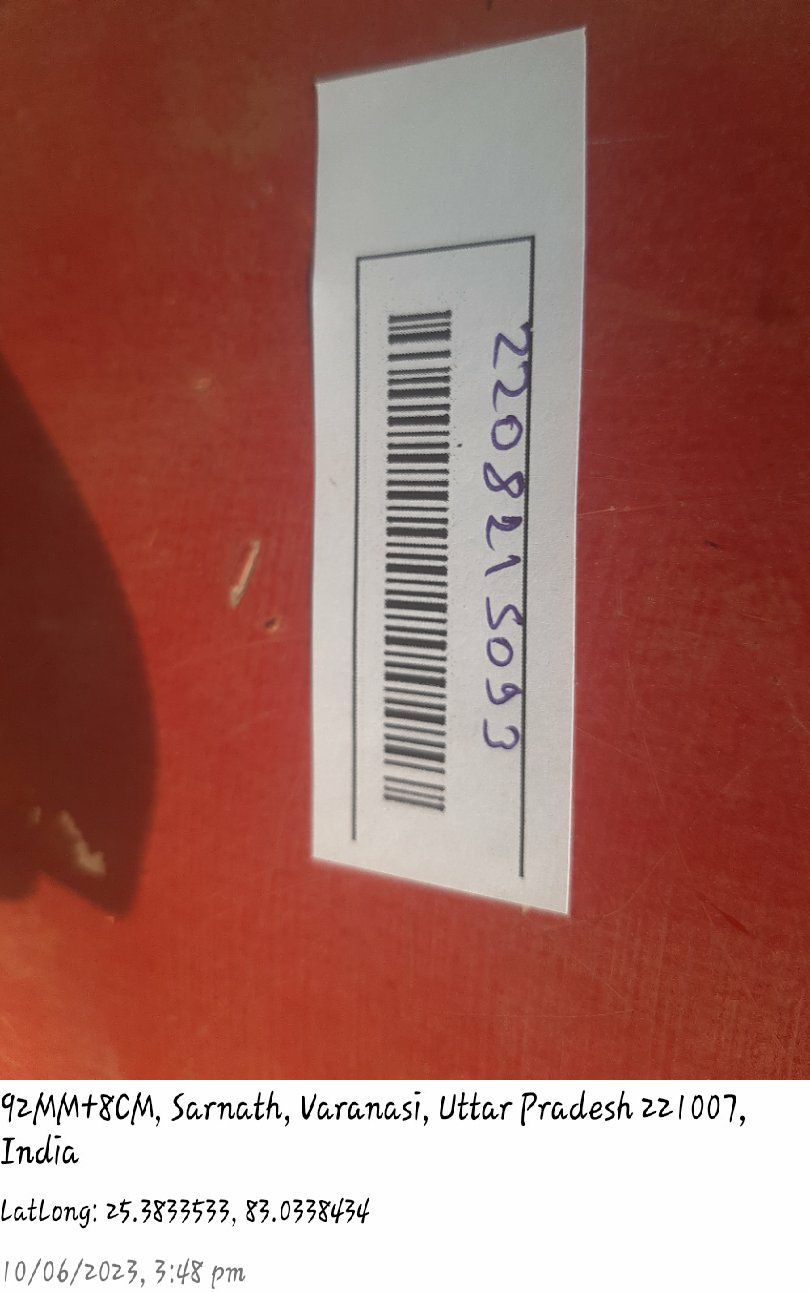 2208215093
92MM+8CM, Sarnath, Varanasi, Uttar Pradesh 221007,
India
LatLong: 25.3833533, 83.0338434
10/06/2023, 3:48 pm